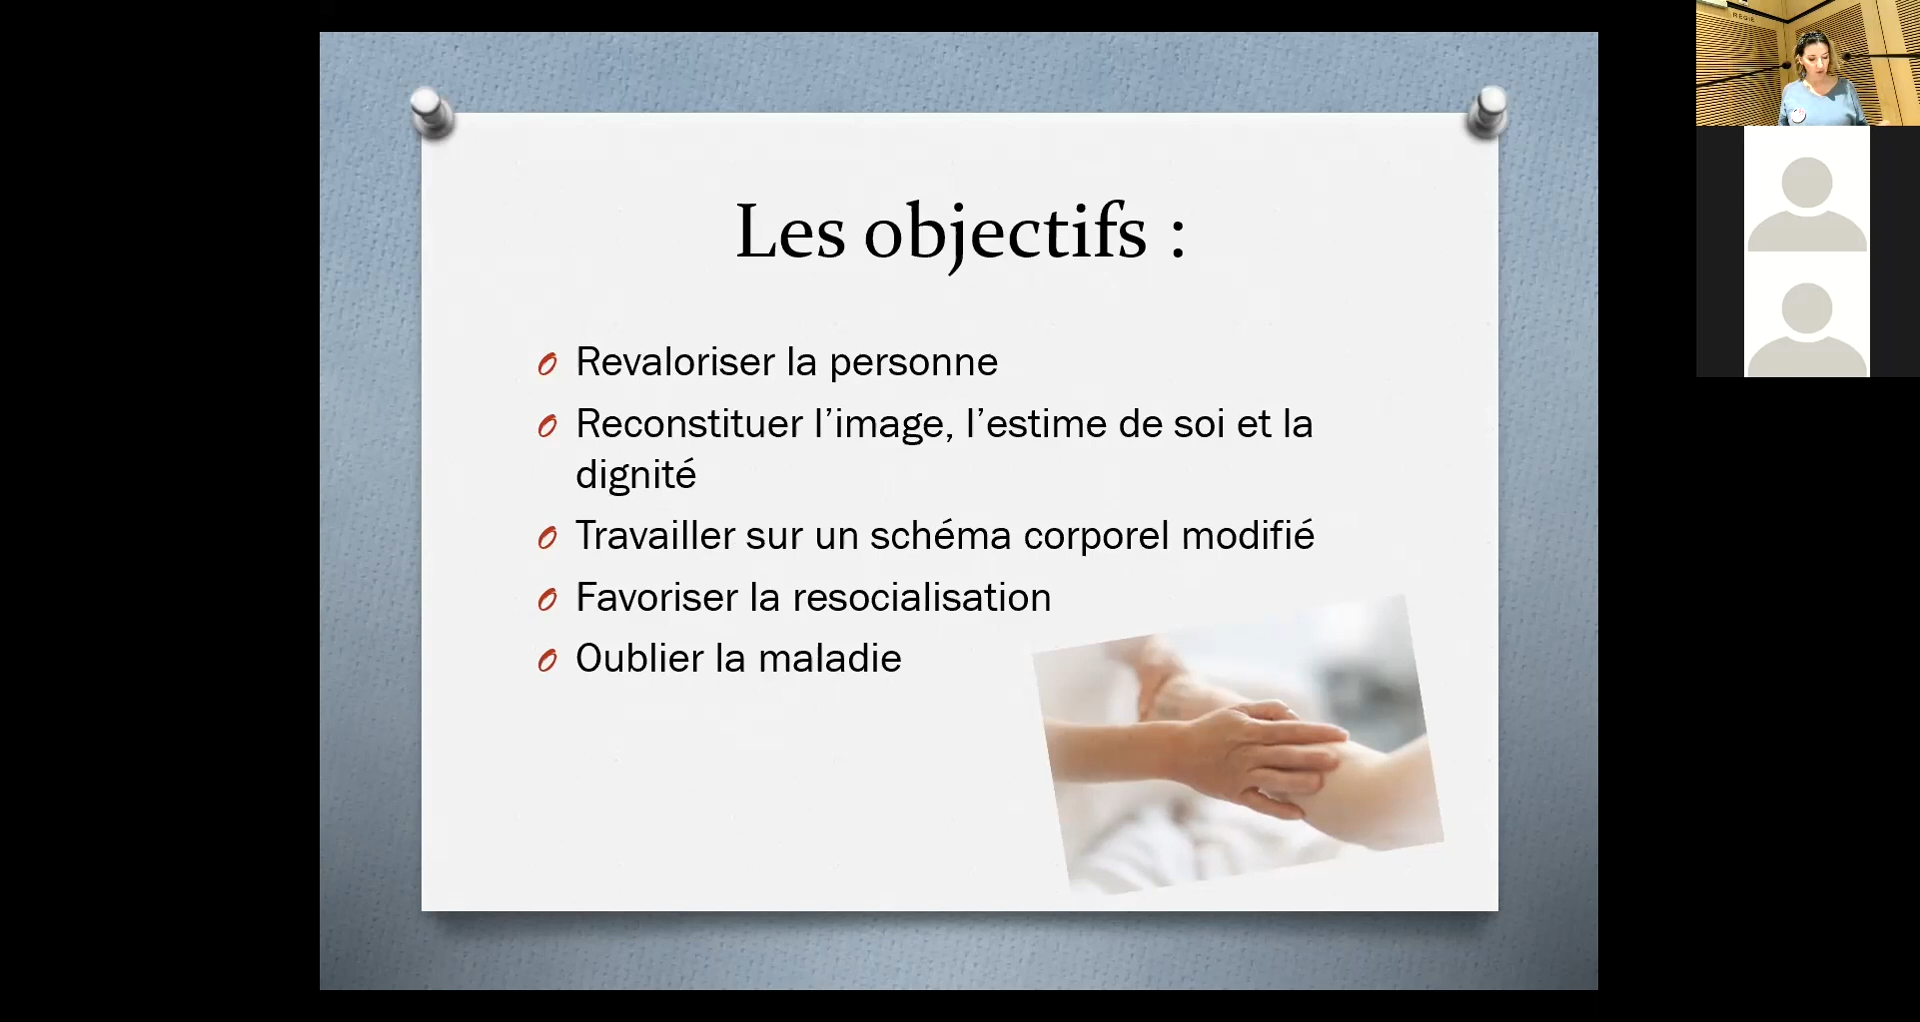 Les objectifs :
Revaloriser la personne
Reconstituer l’image, l’estime de soi et la
dignité
Travailler sur un schéma corporel modifié
Favoriser la resocialisation
Oublier la maladie
REGIE